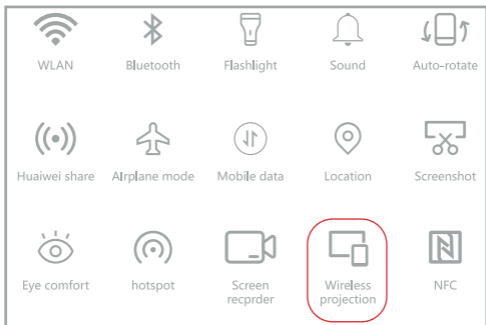 WLAN Bluetooth Flashlight Sound Auto-rotate
Huaiwei share Airplane mode Mobile data Location Screenshot
Eye comfort hotspot Screen recprder Wireless projection NFC